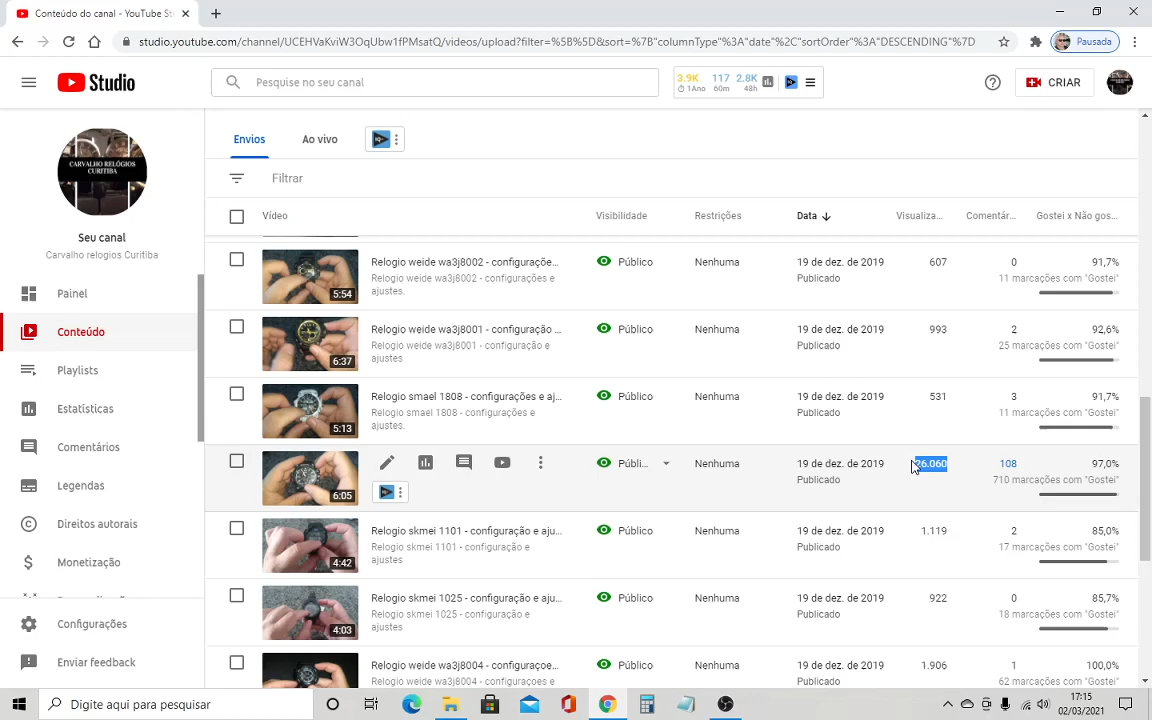 Conteúdo do canal - YouTube St
studio.youtube.com/channel/UCEHVaKviW3OqUbw1fPMsatQ/videos/upload?filter=%5B%5D&sort=%7B"columnType"%3A"date"%2C"sortOrder"%3A"DESCENDING"%7D
Pausada
Studio
Pesquise no seu canal
3.9K 117 2.8K
1Ano 60m 48h
CRIAR
CARVALHO RELÓGIOS
CURITIBA
Seu canal
Carvalho relogios Curitiba
Painel
Conteúdo
Playlists
Estatísticas
Comentários
Legendas
Direitos autorais
Monetização
Configurações
Enviar feedback
Envios Ao vivo
Filtrar
Vídeo Visibilidade Restrições Data Visualiza... Comentár... Gostei x Não gos...
5:54
Relogio weide wa3j8002 - configuraçõe... Público Nenhuma 19 de dez. de 2019 607 0 91,7%
Relogio weide wa3j8002 - configurações e Publicado 11 marcações com "Gostei"
ajustes.
6:37
Relogio weide wa3j8001 - configuração ... Público Nenhuma 19 de dez. de 2019 993 2 92,6%
Relogio weide wa3j8001 - configuração e Publicado 25 marcações com "Gostei"
ajustes
5:13
Relogio smael 1808 - configurações e aj... Público Nenhuma 19 de dez. de 2019 531 3 91,7%
Relogio smael 1808 - configurações e Publicado 11 marcações com "Gostei"
ajustes.
6:05
Públi... Nenhuma 19 de dez. de 2019 26.060 108 97,0%
Publicado 710 marcações com "Gostei"
4:42
Relogio skmei 1101 - configuração e aju... Público Nenhuma 19 de dez. de 2019 1.119 2 85,0%
Relogio skmei 1101 - configuração e Publicado 17 marcações com "Gostei"
ajustes
4:03
Relogio skmei 1025 - configuração e aju... Público Nenhuma 19 de dez. de 2019 922 0 85,7%
Relogio skmei 1025 - configuração e Publicado 18 marcações com "Gostei"
ajustes
Relogio weide wa3j8004 - configuraçoe... Público Nenhuma 19 de dez. de 2019 1.906 1 100,0%
Relogio weide wa3j8004 - configurações e Publicado 62 marcações com "Gostei"
Digite aqui para pesquisar
17:15
02/03/2021